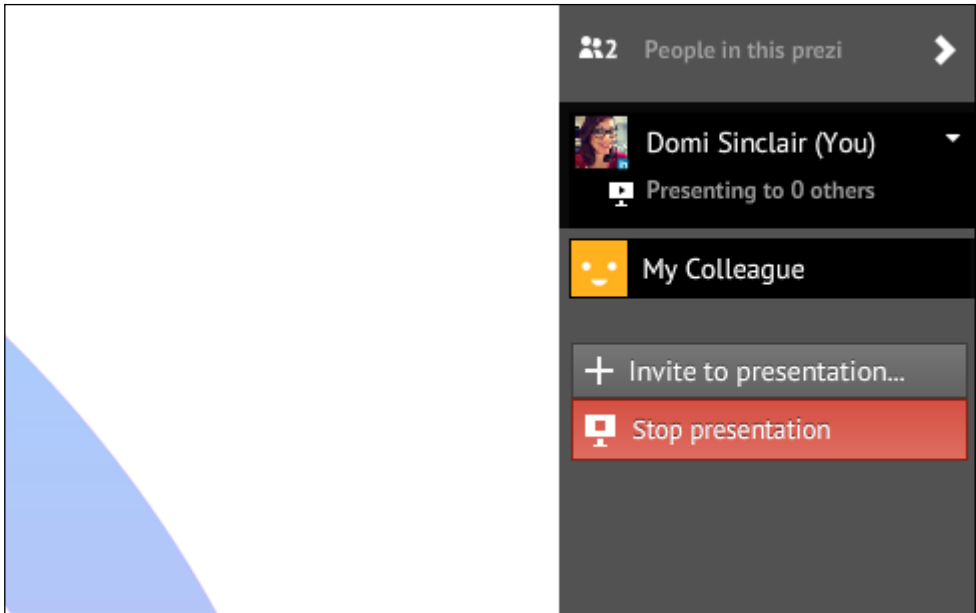 2 People in this prezi
Domi Sinclair (You)
Presenting to 0 others
My Colleague
Invite to presentation...
Stop presentation